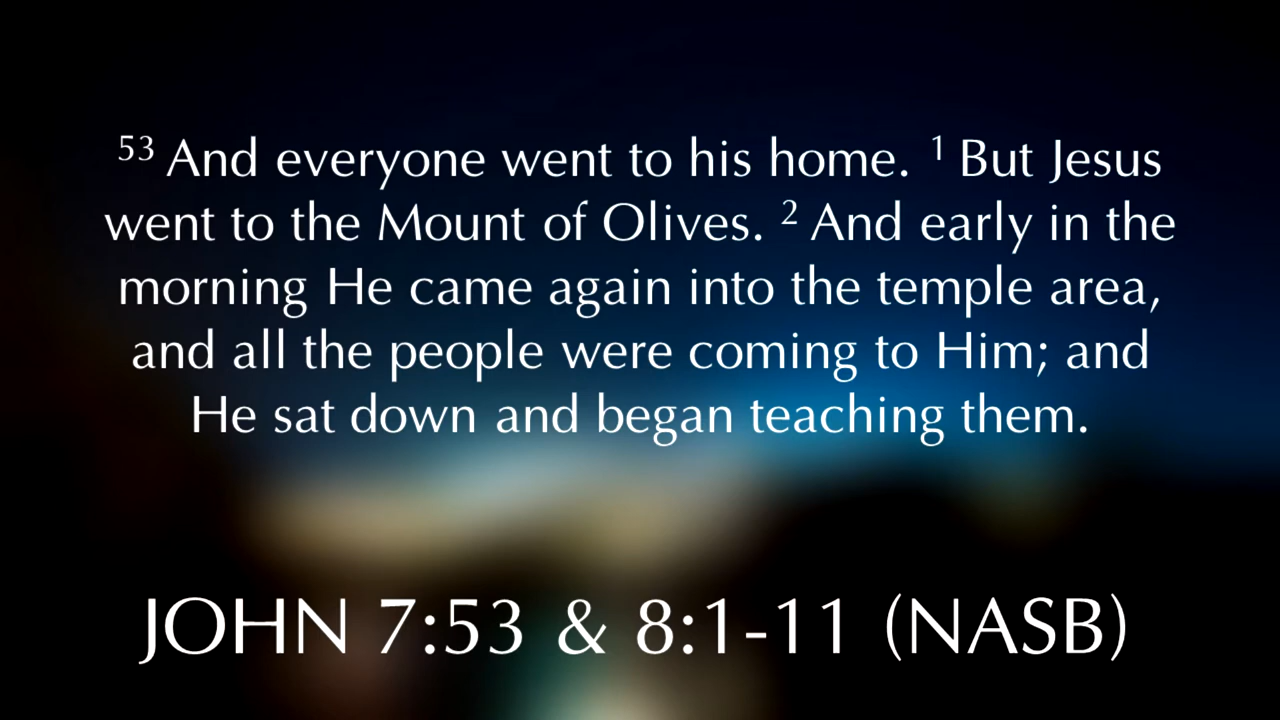 53 And everyone went to his home. 1 But Jesus
went to the Mount of Olives. 2 And early in the
morning He came again into the temple area,
and all the people were coming to Him; and
He sat down and began teaching them.
JOHN 7:53 & 8:1-11 (NASB)